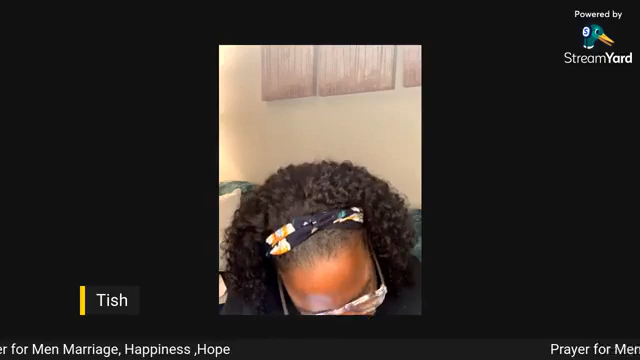 Powered by
StreamYard
Tish
er for Men Marriage, Happiness ,Hope
Prayer for Men